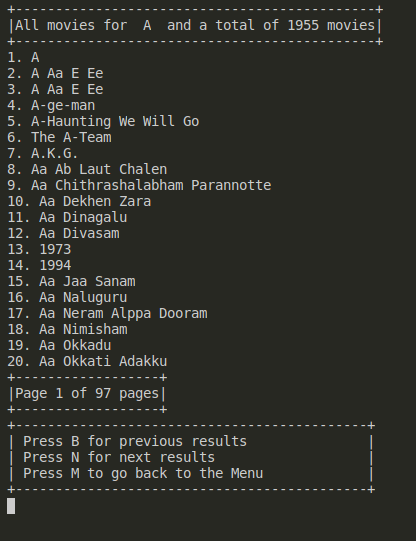 +---------------------------------------------+
|All movies for  A  and a total of 1955 movies|
+---------------------------------------------+
1. A
2. A Aa E Ee
3. A Aa E Ee
4. A-ge-man
5. A-Haunting We Will Go
6. The A-Team
7. A.K.G.
8. Aa Ab Laut Chalen
9. Aa Chithrashalabham Parannotte
10. Aa Dekhen Zara
11. Aa Dinagalu
12. Aa Divasam
13. 1973
14. 1994
15. Aa Jaa Sanam
16. Aa Naluguru
17. Aa Neram Alppa Dooram
18. Aa Nimisham
19. Aa Okkadu
20. Aa Okkati Adakku
+------------------+
|Page 1 of 97 pages|
+------------------+
+--------------------------------------------+
| Press B for previous results               |
| Press N for next results                   |
| Press M to go back to the Menu             |
+--------------------------------------------+